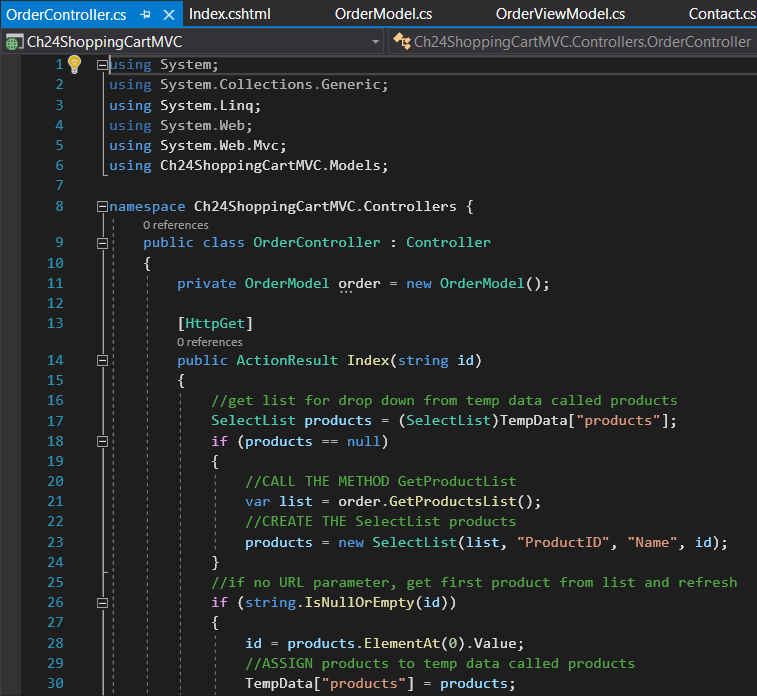 OrderController.cs Index.cshtml OrderModel.cs OrderViewModel.cs Contact.cs
Ch24ShoppingCartMVC Ch24ShoppingCartMVC.Controllers.OrderController
1 using System;
2 using System.Collections.Generic;
3 using System.Linq;
4 using System.Web;
5 using System.Web.Mvc;
6 using Ch24ShoppingCartMVC.Models;
7
8 namespace Ch24ShoppingCartMVC.Controllers {
0 references
9 public class OrderController : Controller
10 {
11 private OrderModel order = new OrderModel();
12
13 [HttpGet]
0 references
14 public ActionResult Index(string id)
15 {
16 //get list for drop down from temp data called products
17 SelectList products = (SelectList)TempData["products"];
18 if (products == null)
19 {
20 //CALL THE METHOD GetProductList
21 var list = order.GetProductsList();
22 //CREATE THE SelectList products
23 products = new SelectList(list, "ProductID", "Name", id);
24 }
25 //if no URL parameter, get first product from list and refresh
26 if (string.IsNullOrEmpty(id))
27 {
28 id = products.ElementAt(0).Value;
29 //ASSIGN products to temp data called products
30 TempData["products"] = products;